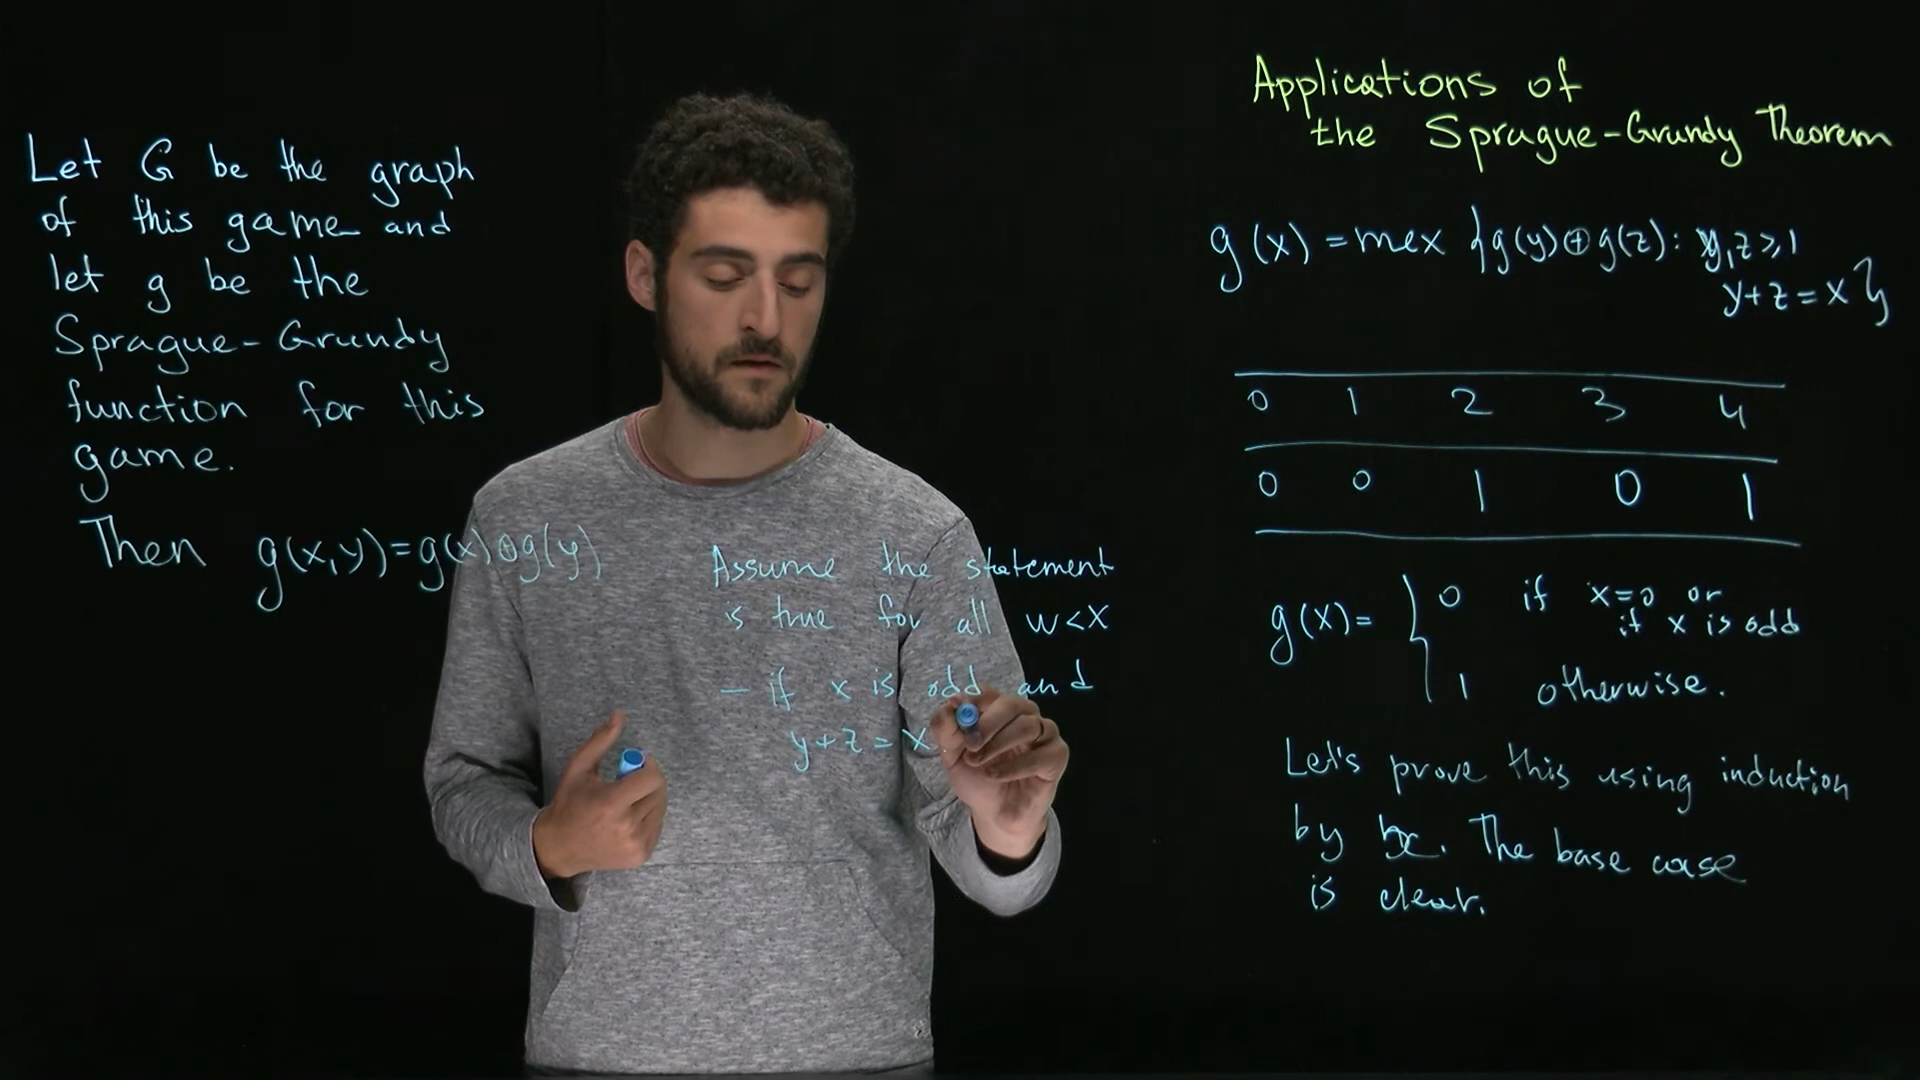 Let G be the graph
of this game and
let g be the
Sprague-Grundy
function for this
game.
Then g(x,y)=g(x)⊕g(y)
Assume the statement
is true for all w<x
- if x is odd and
y+z=x
Applications of
the Sprague-Grundy Theorem
g(x)=mex {g(y)⊕g(z): y,z≥1
y+z=x}
0 1 2 3 4
0 0 1 0 1
g(x)= { 0 if x=0 or
if x is odd
1 otherwise.
Let's prove this using induction
by x. The base case
is clear.